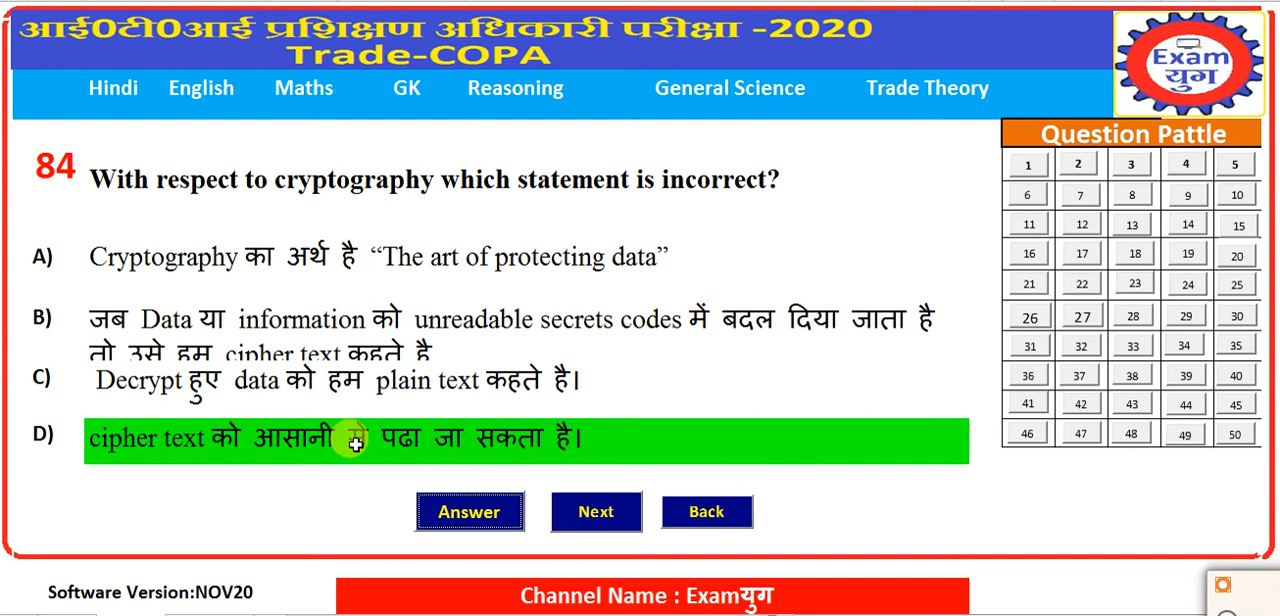 आई0टी0आई प्रशिक्षण अधिकारी परीक्षा -2020
Trade-COPA
Exam
युग
Hindi English Maths GK Reasoning General Science Trade Theory
Question Pattle
84 With respect to cryptography which statement is incorrect?
A) Cryptography का अर्थ है “The art of protecting data”
B) जब Data या information को unreadable secrets codes में बदल दिया जाता है
तो उसे हम cipher text कहते है
C) Decrypt हुए data को हम plain text कहते है।
D) cipher text को आसानी से पढा जा सकता है।
1 2 3 4 5
6 7 8 9 10
11 12 13 14 15
16 17 18 19 20
21 22 23 24 25
26 27 28 29 30
31 32 33 34 35
36 37 38 39 40
41 42 43 44 45
46 47 48 49 50
Answer Next Back
Software Version:NOV20
Channel Name : Examयुग